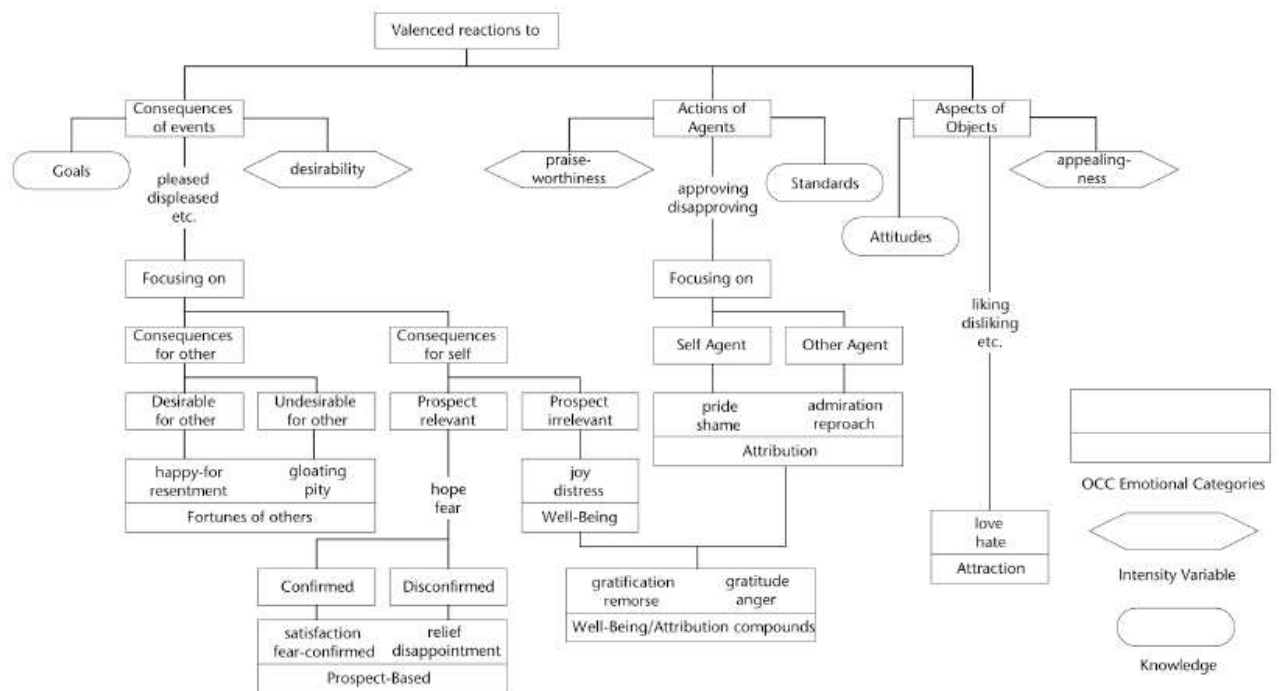 Valenced reactions to
Consequences
of events
Actions of
Agents
Aspects of
Objects
Goals
desirability
praise-
worthiness
Standards
appealing-
ness
pleased
displeased
etc.
approving
disapproving
Attitudes
Focusing on
Focusing on
liking
disliking
etc.
Consequences
for other
Consequences
for self
Self Agent
Other Agent
Desirable
for other
Undesirable
for other
Prospect
relevant
Prospect
irrelevant
pride
shame
admiration
reproach
Attribution
happy-for
resentment
gloating
pity
Fortunes of others
hope
fear
joy
distress
Well-Being
OCC Emotional Categories
love
hate
Attraction
Intensity Variable
Confirmed
Disconfirmed
gratification
remorse
gratitude
anger
Well-Being/Attribution compounds
satisfaction
fear-confirmed
relief
disappointment
Prospect-Based
Knowledge